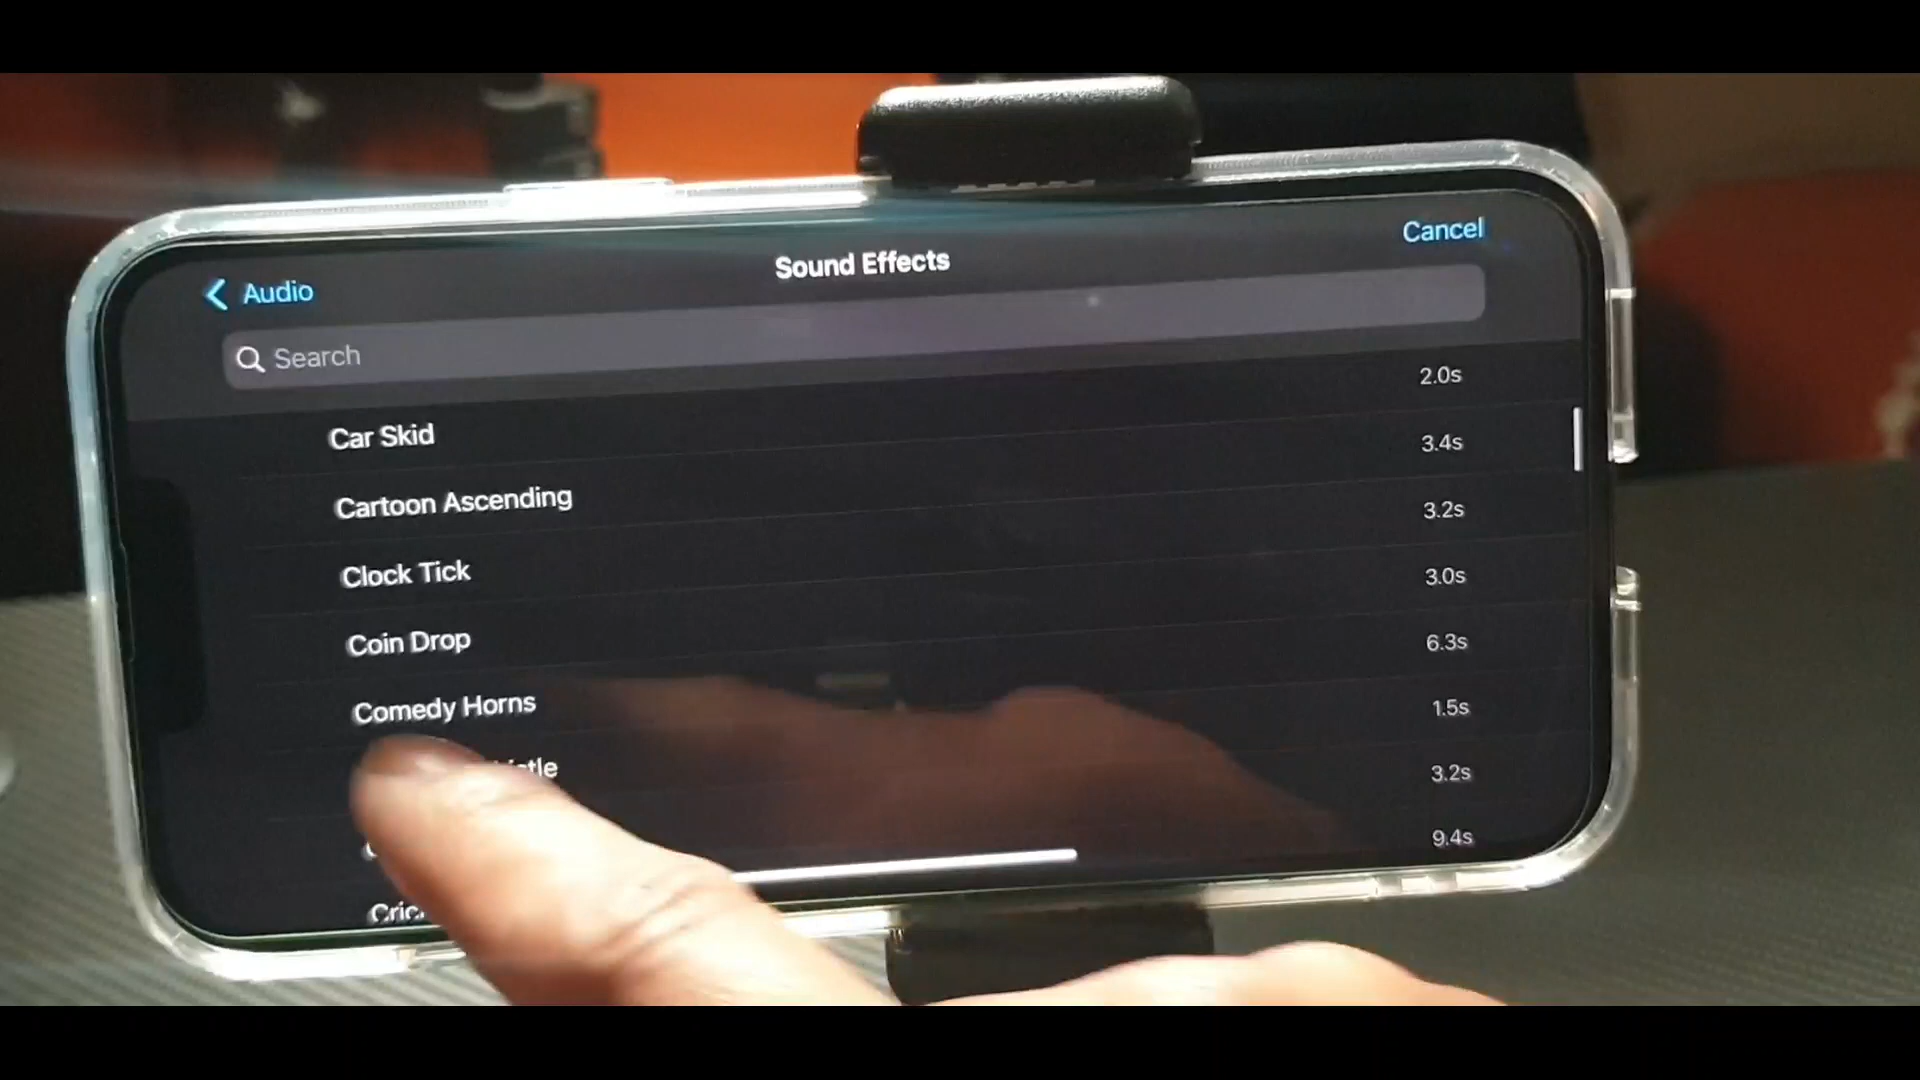 Cancel
Sound Effects
Audio
Search
Car Skid 2.0s
Cartoon Ascending 3.4s
Clock Tick 3.2s
Coin Drop 3.0s
Comedy Horns 6.3s
1.5s
3.2s
9.4s